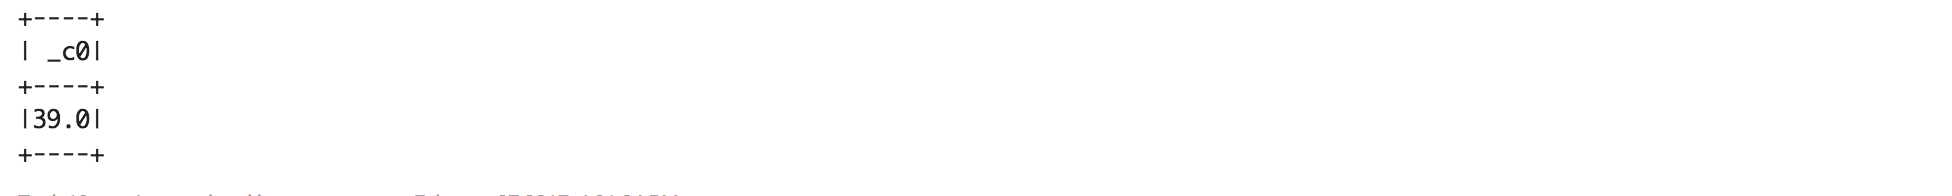 +----+
| _c0|
+----+
|39.0|
+----+